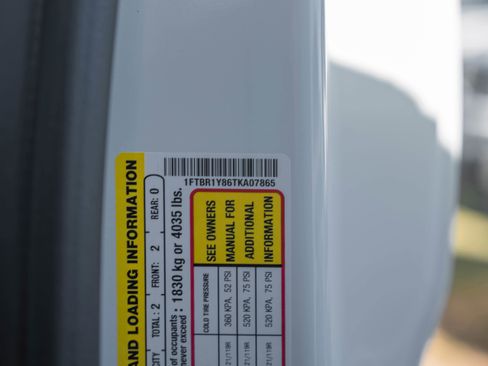 1FTBR1Y86TKA07865
AND LOADING INFORMATION
TOTAL: 2 FRONT: 2 REAR: 0
of occupants
never exceed : 1830 kg or 4035 lbs.
COLD TIRE PRESSURE
360 KPA, 52 PSI
520 KPA, 75 PSI
520 KPA, 75 PSI
SEE OWNERS
MANUAL FOR
ADDITIONAL
INFORMATION